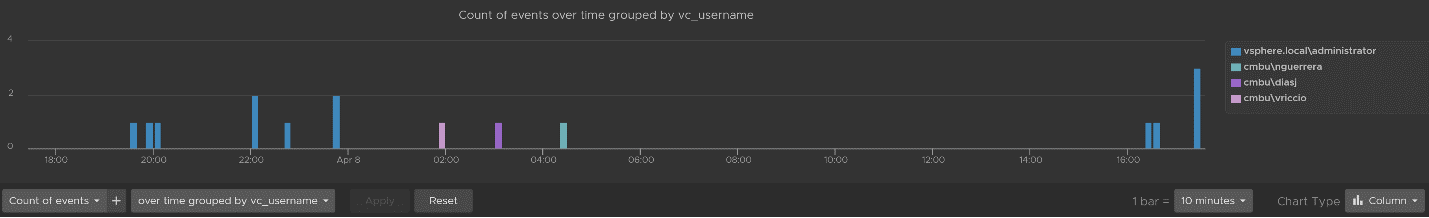 Count of events over time grouped by vc_username
4
2
0
18:00 20:00 22:00 Apr 8 02:00 04:00 06:00 08:00 10:00 12:00 14:00 16:00
vsphere.local\administrator
cmbu\nguerrera
cmbu\diasj
cmbu\vriccio
Count of events + over time grouped by vc_username Apply Reset 1 bar = 10 minutes Chart Type Column